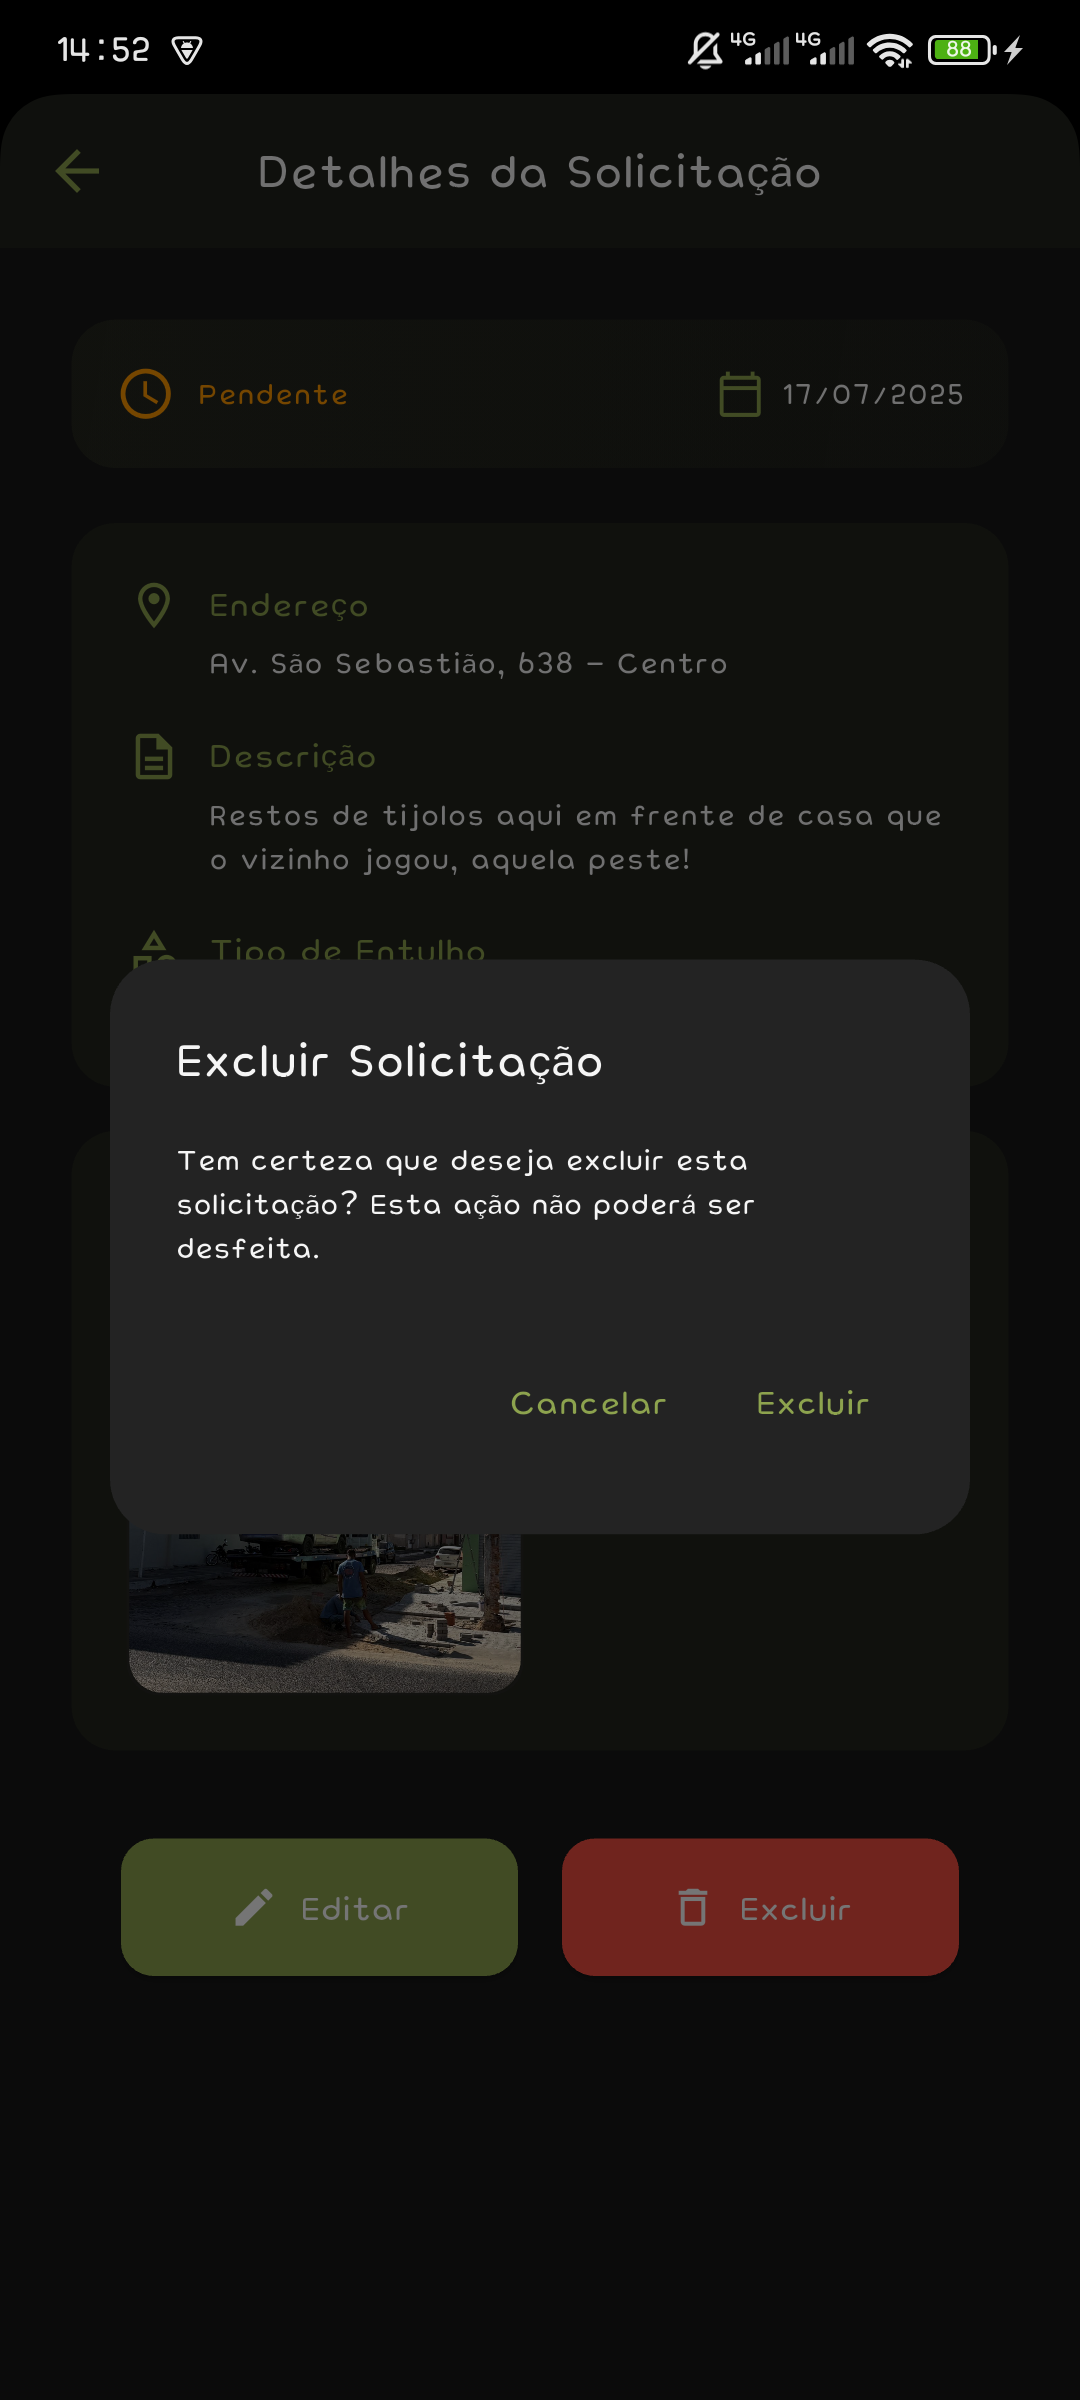 14:52
4G 4G 88
Detalhes da Solicitação
Pendente 17/07/2025
Endereço
Av. São Sebastião, 638 - Centro
Descrição
Restos de tijolos aqui em frente de casa que
o vizinho jogou, aquela peste!
Tipo de Entulho
Excluir Solicitação
Tem certeza que deseja excluir esta
solicitação? Esta ação não poderá ser
desfeita.
Cancelar Excluir
Editar Excluir